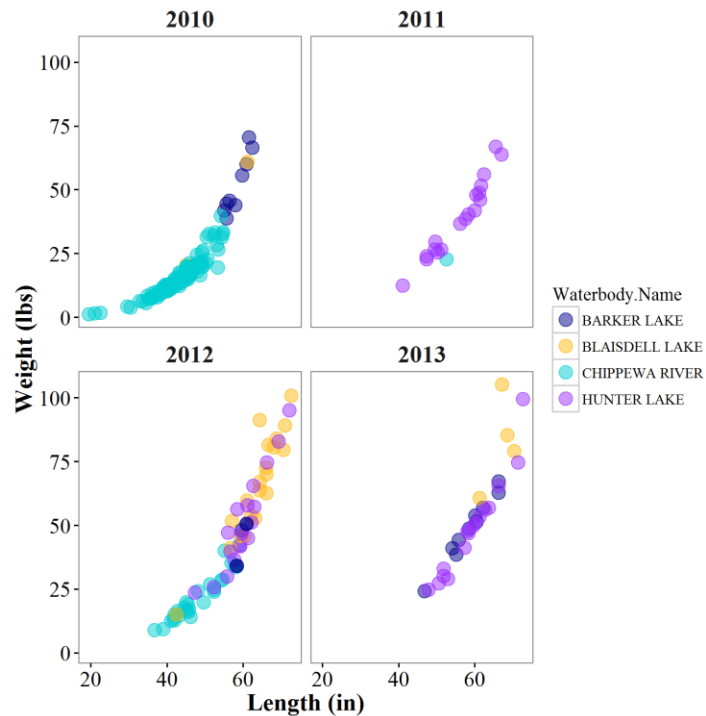 2010
2011
100
75
50
25
0
2012
2013
100
75
50
25
0
20
40
60
20
40
60
Weight (lbs)
Length (in)
Waterbody.Name
BARKER LAKE
BLAISDELL LAKE
CHIPPEWA RIVER
HUNTER LAKE